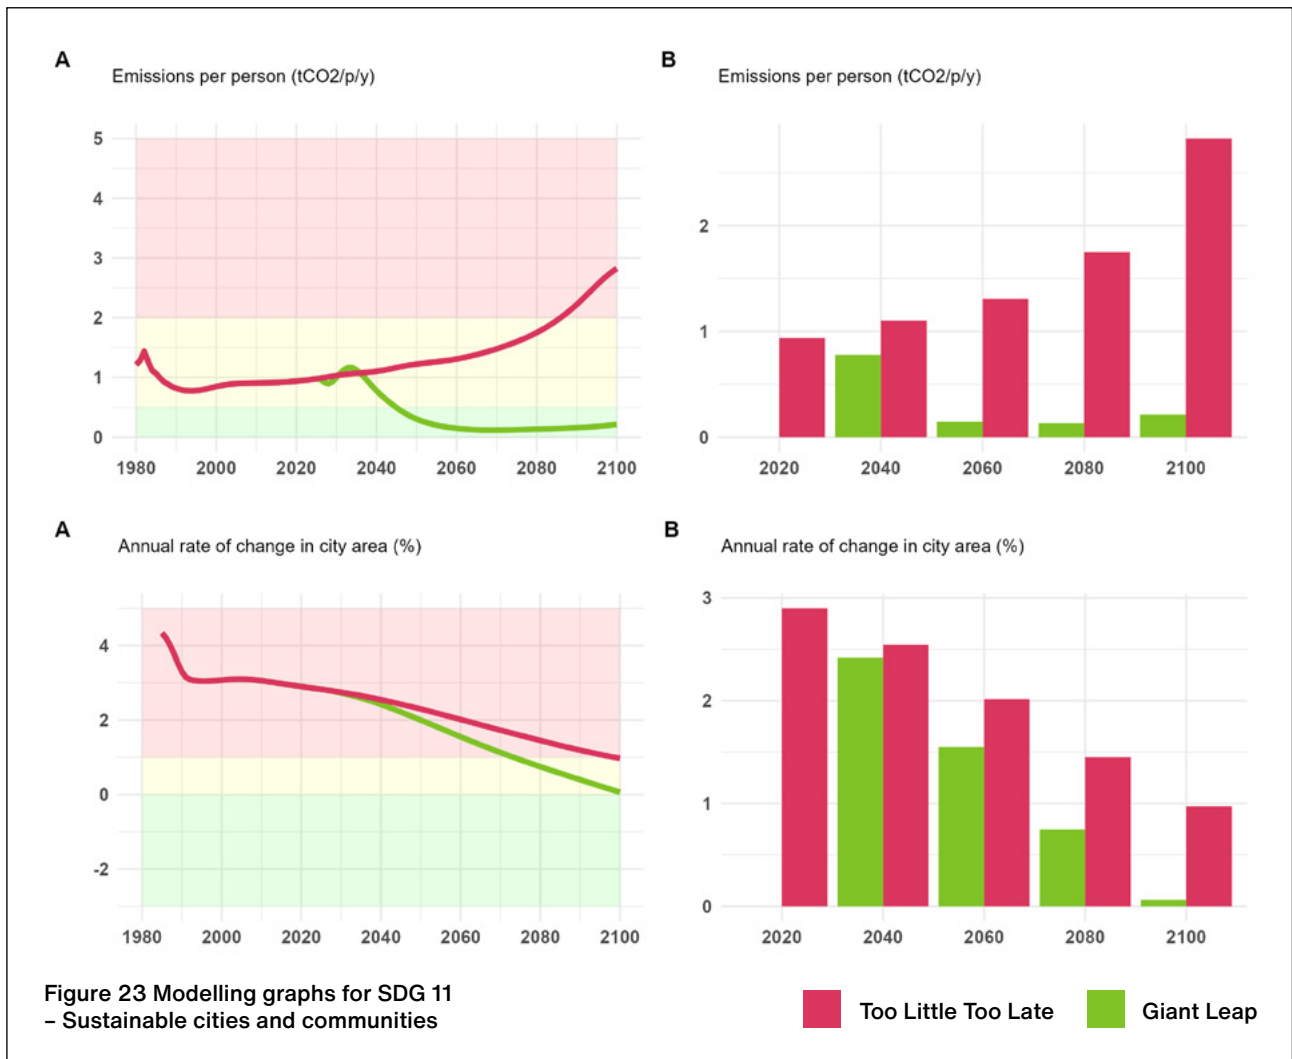 A
Emissions per person (tCO2/p/y)
5
4
3
2
1
0
1980 2000 2020 2040 2060 2080 2100
B
Emissions per person (tCO2/p/y)
2
1
0
2020 2040 2060 2080 2100
A
Annual rate of change in city area (%)
4
2
0
-2
1980 2000 2020 2040 2060 2080 2100
B
Annual rate of change in city area (%)
3
2
1
0
2020 2040 2060 2080 2100
Figure 23 Modelling graphs for SDG 11
– Sustainable cities and communities
Too Little Too Late Giant Leap